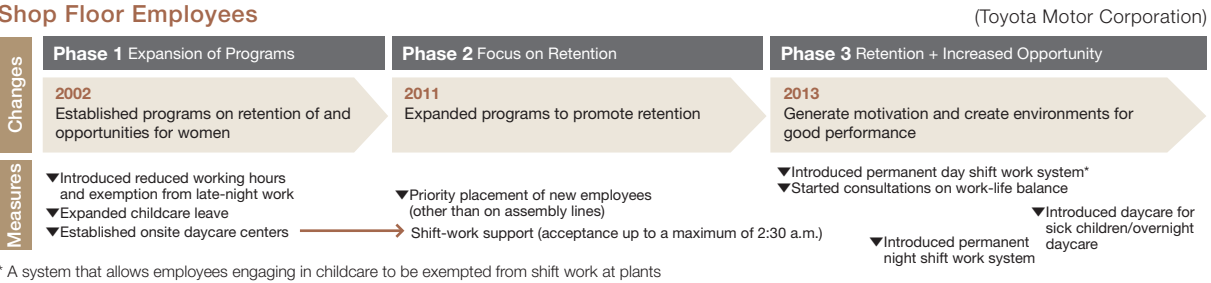 Shop Floor Employees
(Toyota Motor Corporation)
Changes
Phase 1 Expansion of Programs
Phase 2 Focus on Retention
Phase 3 Retention + Increased Opportunity
2002
Established programs on retention of and
opportunities for women
2011
Expanded programs to promote retention
2013
Generate motivation and create environments for
good performance
Measures
▼Introduced reduced working hours
and exemption from late-night work
▼Expanded childcare leave
▼Established onsite daycare centers
▼Priority placement of new employees
(other than on assembly lines)
Shift-work support (acceptance up to a maximum of 2:30 a.m.)
▼Introduced permanent day shift work system*
▼Started consultations on work-life balance
▼Introduced permanent
night shift work system
▼Introduced daycare for
sick children/overnight
daycare
* A system that allows employees engaging in childcare to be exempted from shift work at plants